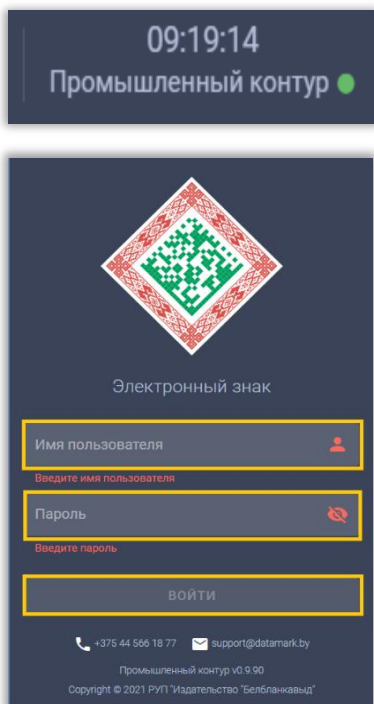 09:19:14
Промышленный контур
Электронный знак
Имя пользователя
Введите имя пользователя
Пароль
Введите пароль
ВОЙТИ
+375 44 566 18 77 support@datamark.by
Промышленный контур v0.9.90
Copyright © 2021 РУП "Издательство "Белбланкавыд"